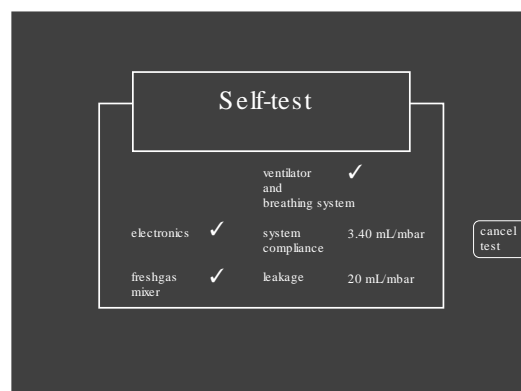 Self-test
ventilator ✓
and
breathing system
electronics ✓ system 3.40 mL/mbar
compliance
freshgas ✓ leakage 20 mL/mbar
mixer
cancel
test